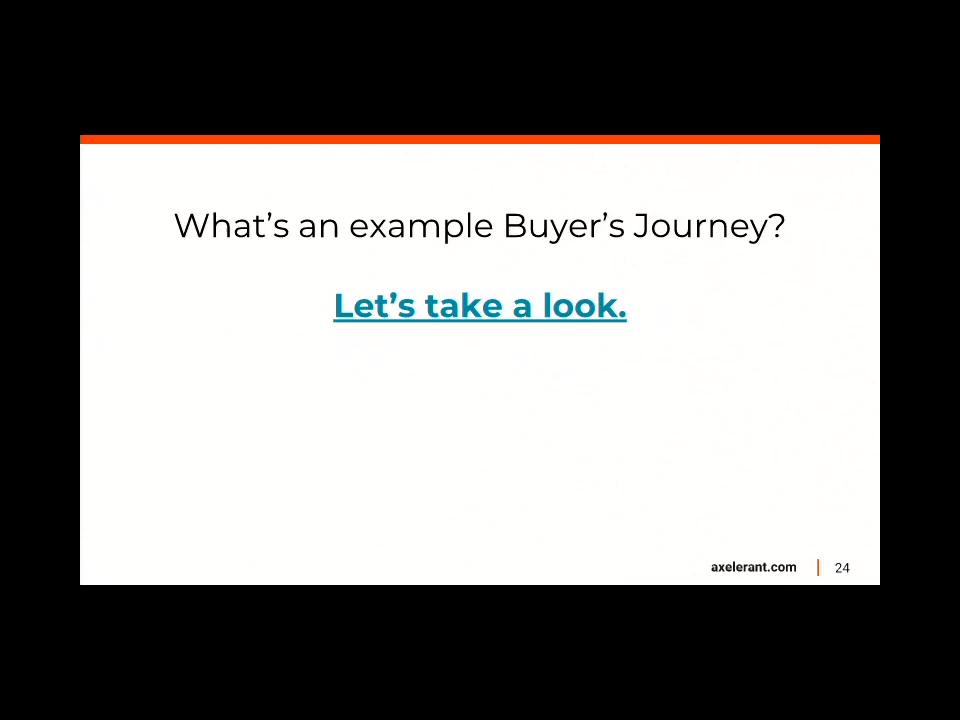 What’s an example Buyer’s Journey?
Let’s take a look.
axelerant.com | 24